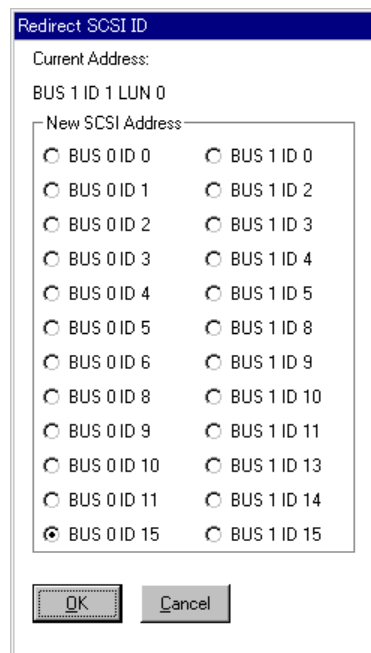 Redirect SCSI ID
Current Address:
BUS 1 ID 1 LUN 0
New SCSI Address
BUS 0 ID 0 BUS 1 ID 0
BUS 0 ID 1 BUS 1 ID 2
BUS 0 ID 2 BUS 1 ID 3
BUS 0 ID 3 BUS 1 ID 4
BUS 0 ID 4 BUS 1 ID 5
BUS 0 ID 5 BUS 1 ID 8
BUS 0 ID 6 BUS 1 ID 9
BUS 0 ID 8 BUS 1 ID 10
BUS 0 ID 9 BUS 1 ID 11
BUS 0 ID 10 BUS 1 ID 13
BUS 0 ID 11 BUS 1 ID 14
BUS 0 ID 15 BUS 1 ID 15
OK Cancel